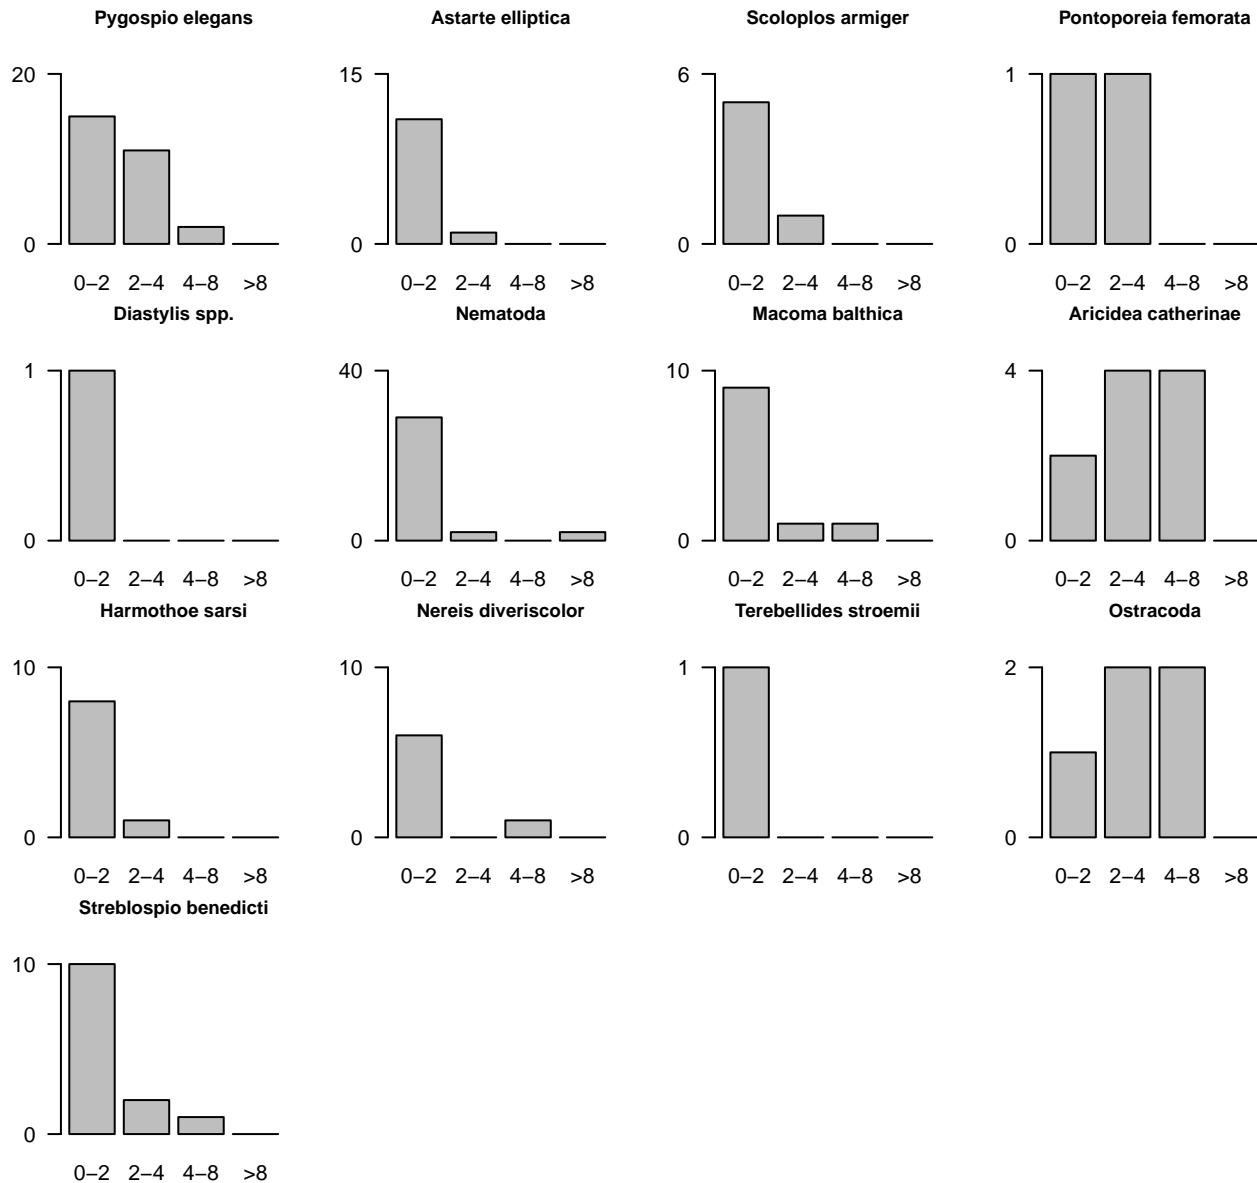 Pygospio elegans
Astarte elliptica
Scoloplos armiger
Pontoporeia femorata
20
0
0–2 2–4 4–8 >8
15
0
0–2 2–4 4–8 >8
6
0
0–2 2–4 4–8 >8
1
0
0–2 2–4 4–8 >8
Diastylis spp.
Nematoda
Macoma balthica
Aricidea catherinae
1
0
0–2 2–4 4–8 >8
40
0
0–2 2–4 4–8 >8
10
0
0–2 2–4 4–8 >8
4
0
0–2 2–4 4–8 >8
Harmothoe sarsi
Nereis diveriscolor
Terebellides stroemii
Ostracoda
10
0
0–2 2–4 4–8 >8
10
0
0–2 2–4 4–8 >8
1
0
0–2 2–4 4–8 >8
2
0
0–2 2–4 4–8 >8
Streblospio benedicti
10
0
0–2 2–4 4–8 >8